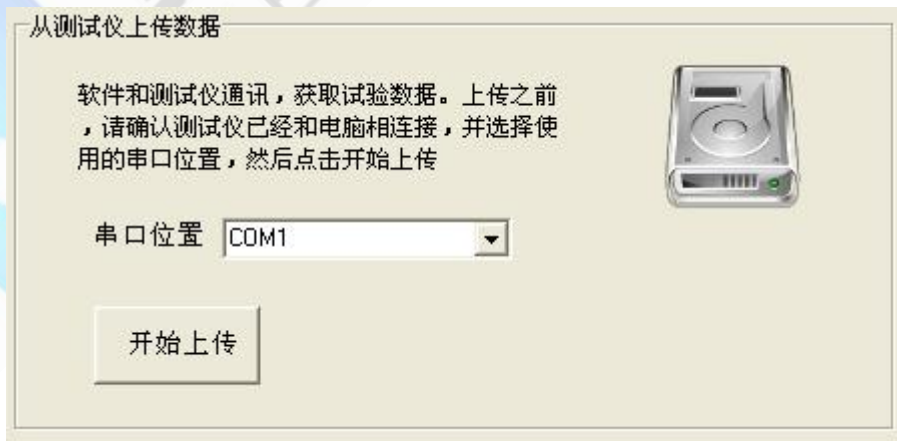 从测试仪上传数据
软件和测试仪通讯，获取试验数据。上传之前
，请确认测试仪已经和电脑相连接，并选择使
用的串口位置，然后点击开始上传
串口位置 COM1
开始上传